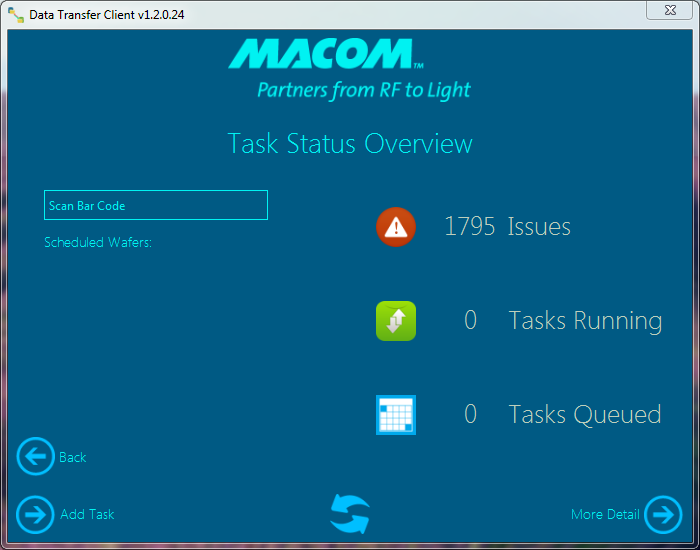 Data Transfer Client v1.2.0.24
MACOM™
Partners from RF to Light
Task Status Overview
Scan Bar Code
Scheduled Wafers:
1795 Issues
0 Tasks Running
0 Tasks Queued
Back
Add Task
More Detail